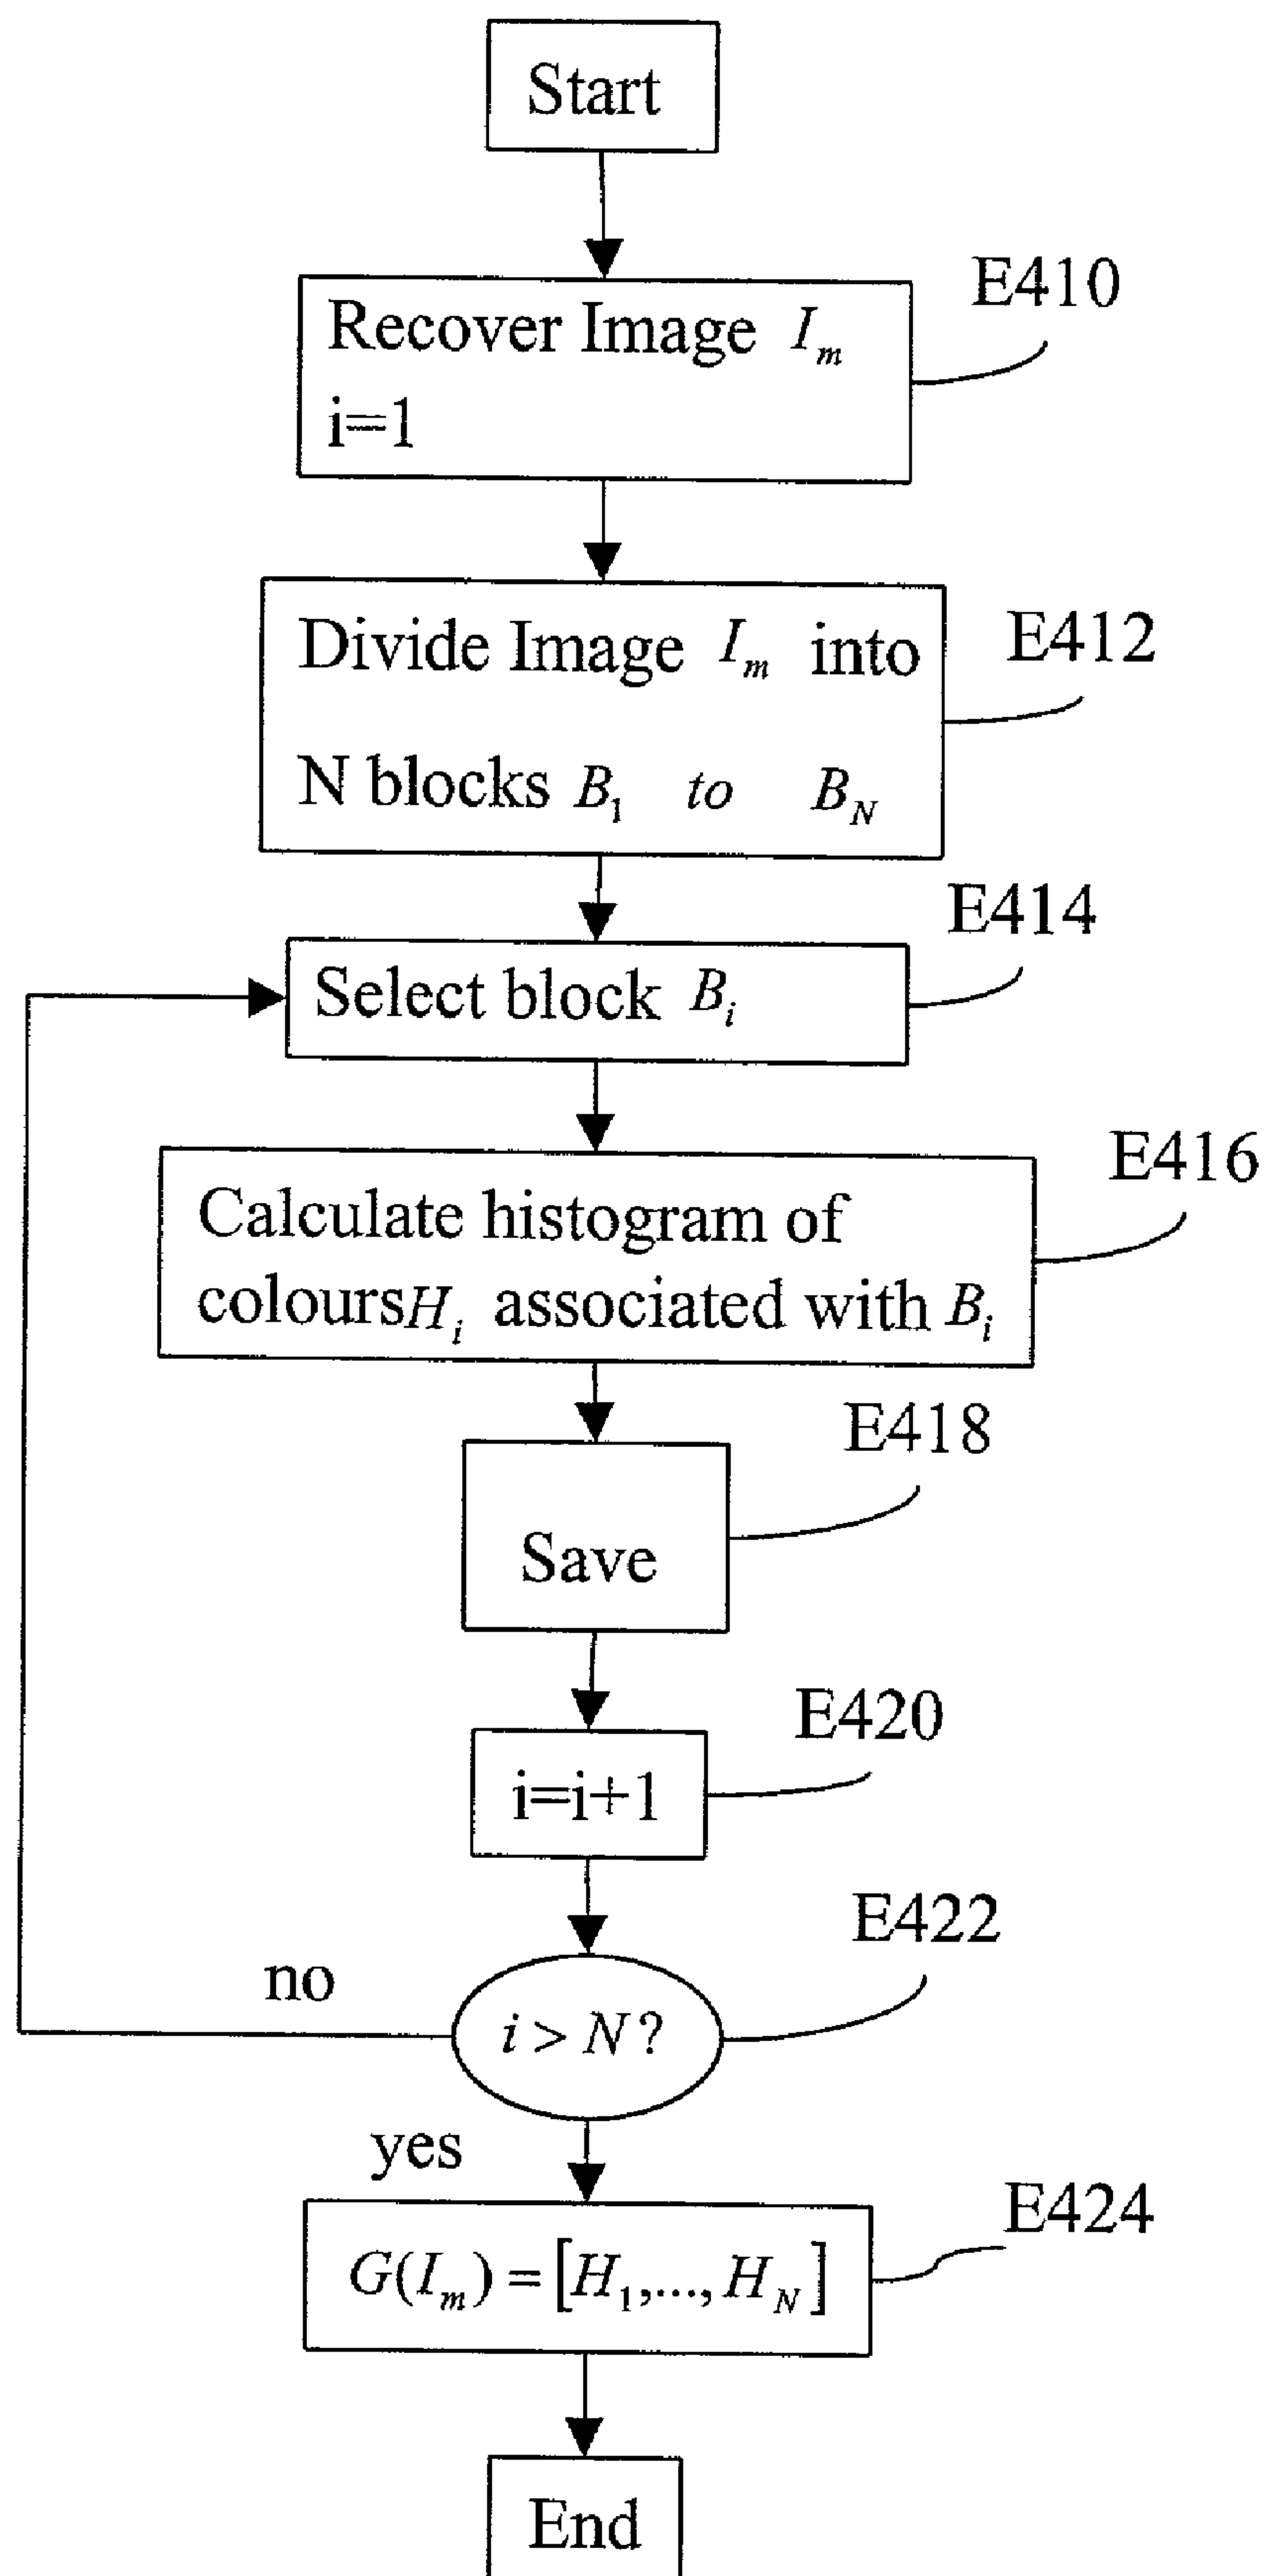 Start
E410
Recover Image I_m
i=1
E412
Divide Image I_m into
N blocks B_1 to B_N
E414
Select block B_i
E416
Calculate histogram of
coloursH_i associated with B_i
E418
Save
E420
i=i+1
E422
no
i > N?
yes
E424
G(I_m) = [H_1,..., H_N]
End